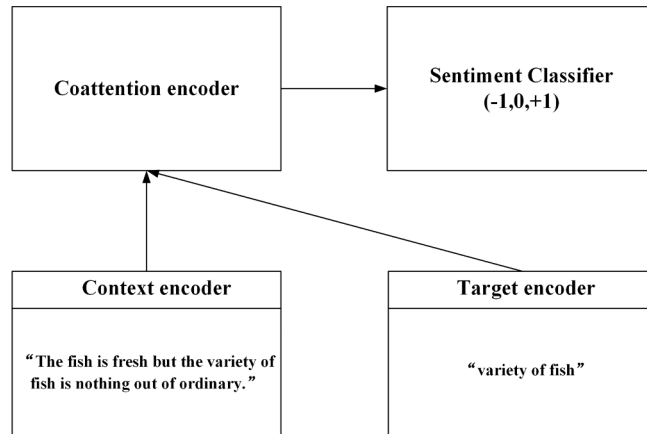 Coattention encoder
Sentiment Classifier
(-1,0,+1)
Context encoder
Target encoder
“The fish is fresh but the variety of
fish is nothing out of ordinary.”
“variety of fish”